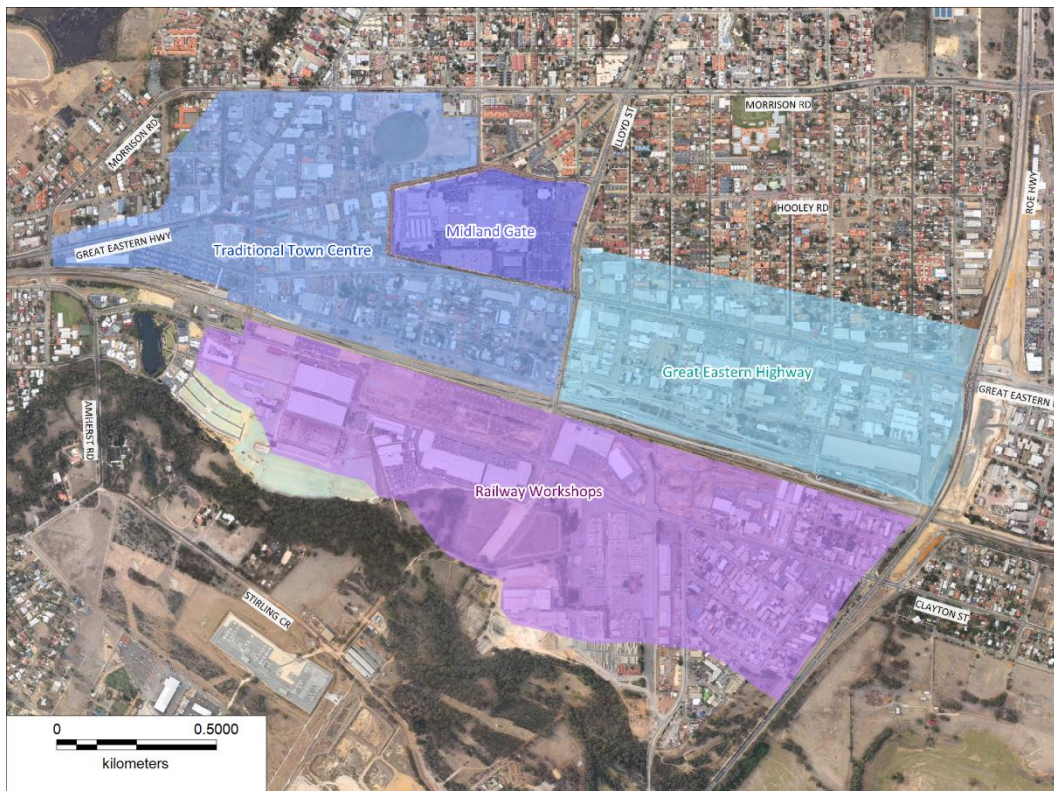 MORRISON RD
LLOYD ST
MORRISON RD
ROE HWY
HOOLEY RD
Midland Gate
GREAT EASTERN HWY
Traditional Town Centre
Great Eastern Highway
GREAT EASTERN
AMHERST RD
Railway Workshops
STIRLING CR
CLAYTON ST
0 0.5000
kilometers